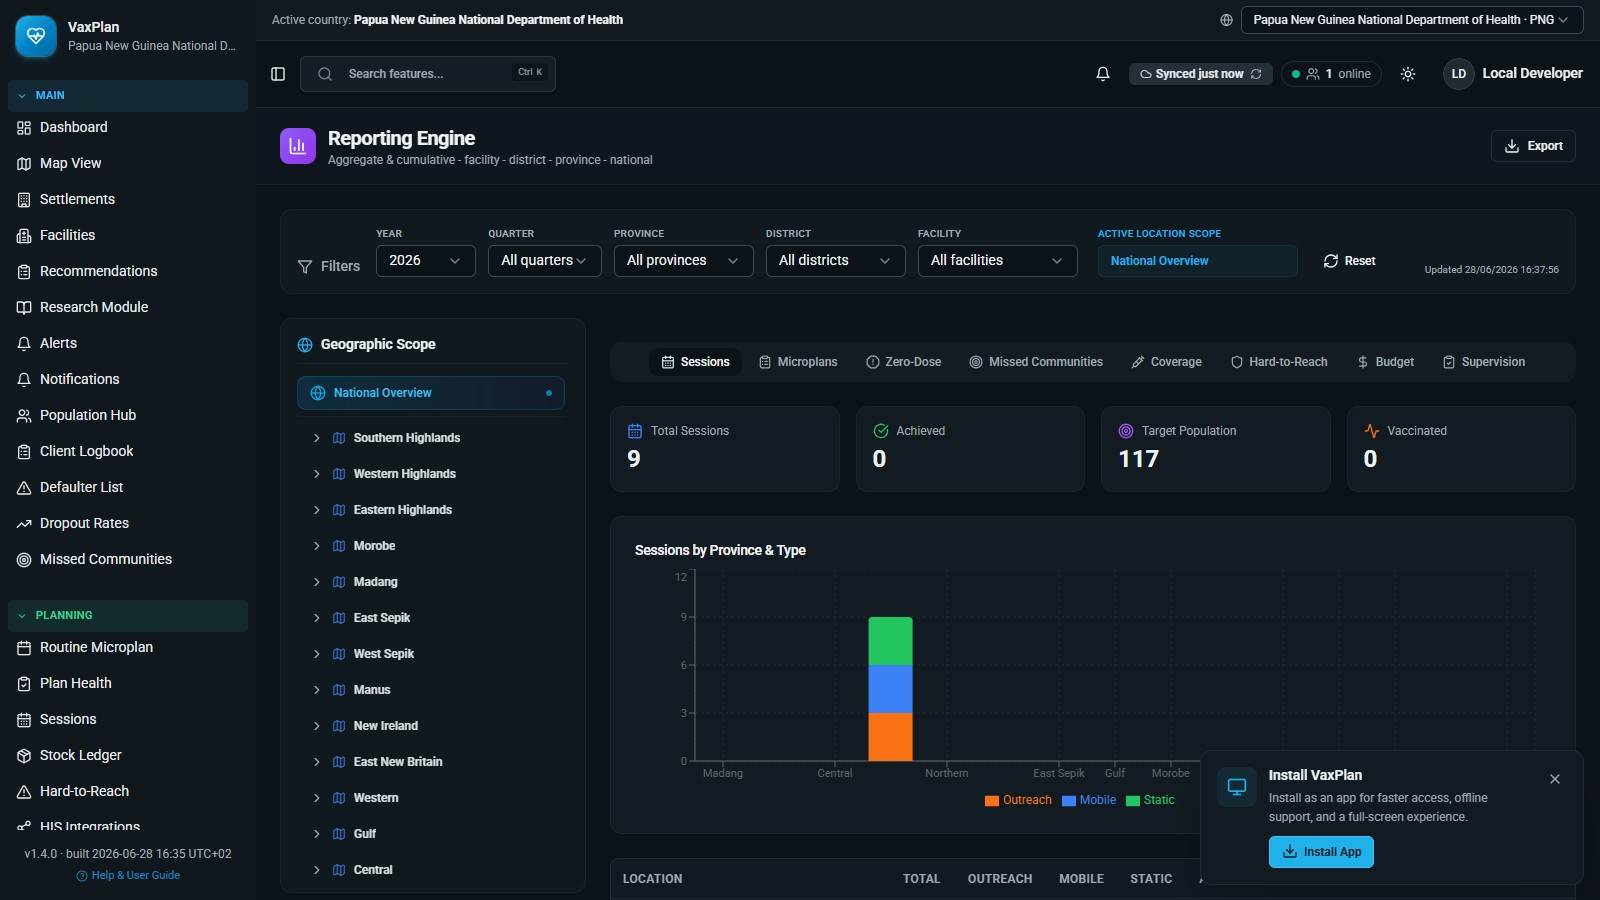 VaxPlan
Papua New Guinea National D...
MAIN
Dashboard
Map View
Settlements
Facilities
Recommendations
Research Module
Alerts
Notifications
Population Hub
Client Logbook
Defaulter List
Dropout Rates
Missed Communities
PLANNING
Routine Microplan
Plan Health
Sessions
Stock Ledger
Hard-to-Reach
HIS Integrations
v1.4.0 · built 2026-06-28 16:35 UTC+02
Help & User Guide
Active country: Papua New Guinea National Department of Health
Papua New Guinea National Department of Health · PNG
Search features...
Ctrl K
Synced just now
1 online
LD
Local Developer
Reporting Engine
Aggregate & cumulative - facility - district - province - national
Export
Filters
YEAR
2026
QUARTER
All quarters
PROVINCE
All provinces
DISTRICT
All districts
FACILITY
All facilities
ACTIVE LOCATION SCOPE
National Overview
Reset
Updated 28/06/2026 16:37:56
Geographic Scope
National Overview
Southern Highlands
Western Highlands
Eastern Highlands
Morobe
Madang
East Sepik
West Sepik
Manus
New Ireland
East New Britain
Western
Gulf
Central
Sessions
Microplans
Zero-Dose
Missed Communities
Coverage
Hard-to-Reach
Budget
Supervision
Total Sessions
9
Achieved
0
Target Population
117
Vaccinated
0
Sessions by Province & Type
12
9
6
3
0
Madang
Central
Northern
East Sepik
Gulf
Morobe
Outreach
Mobile
Static
LOCATION
TOTAL
OUTREACH
MOBILE
STATIC
Install VaxPlan
Install as an app for faster access, offline
support, and a full-screen experience.
Install App